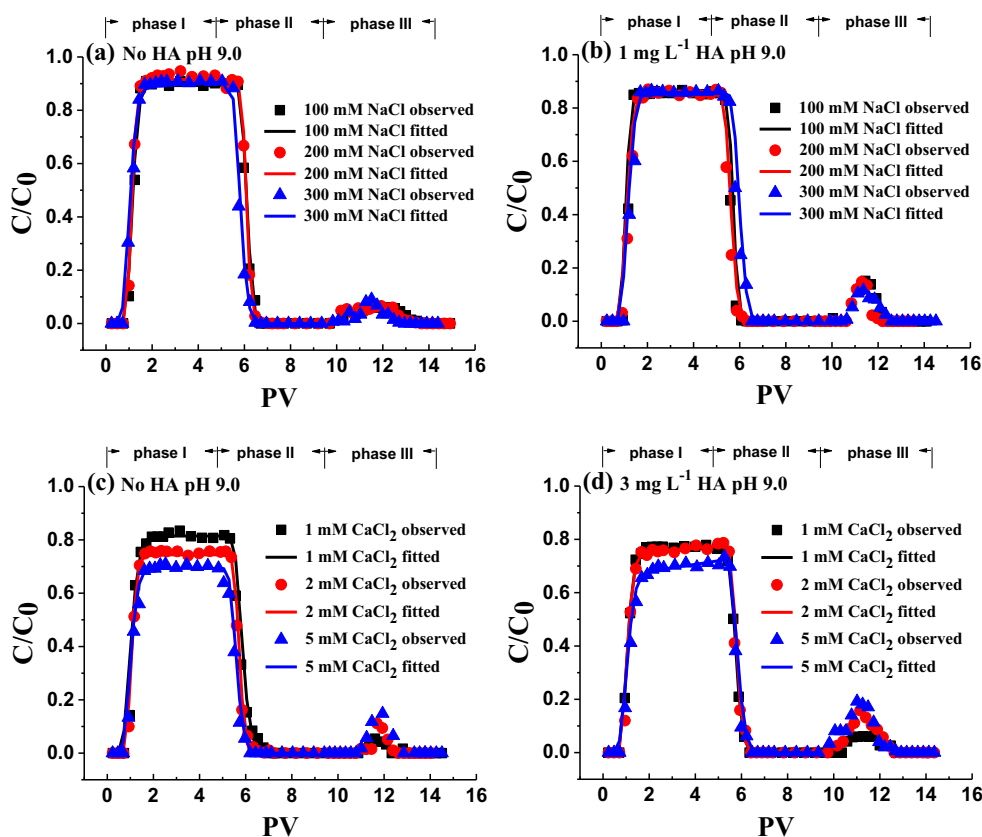 phase I phase II phase III
(a) No HA pH 9.0
1.0
0.8
0.6
0.4
0.2
0.0
C/C0
100 mM NaCl observed
100 mM NaCl fitted
200 mM NaCl observed
200 mM NaCl fitted
300 mM NaCl observed
300 mM NaCl fitted
0 2 4 6 8 10 12 14 16
PV
phase I phase II phase III
(b) 1 mg L-1 HA pH 9.0
1.0
0.8
0.6
0.4
0.2
0.0
C/C0
100 mM NaCl observed
100 mM NaCl fitted
200 mM NaCl observed
200 mM NaCl fitted
300 mM NaCl observed
300 mM NaCl fitted
0 2 4 6 8 10 12 14 16
PV
phase I phase II phase III
(c) No HA pH 9.0
1.0
0.8
0.6
0.4
0.2
0.0
C/C0
1 mM CaCl2 observed
1 mM CaCl2 fitted
2 mM CaCl2 observed
2 mM CaCl2 fitted
5 mM CaCl2 observed
5 mM CaCl2 fitted
0 2 4 6 8 10 12 14 16
PV
phase I phase II phase III
(d) 3 mg L-1 HA pH 9.0
1.0
0.8
0.6
0.4
0.2
0.0
C/C0
1 mM CaCl2 observed
1 mM CaCl2 fitted
2 mM CaCl2 observed
2 mM CaCl2 fitted
5 mM CaCl2 observed
5 mM CaCl2 fitted
0 2 4 6 8 10 12 14 16
PV